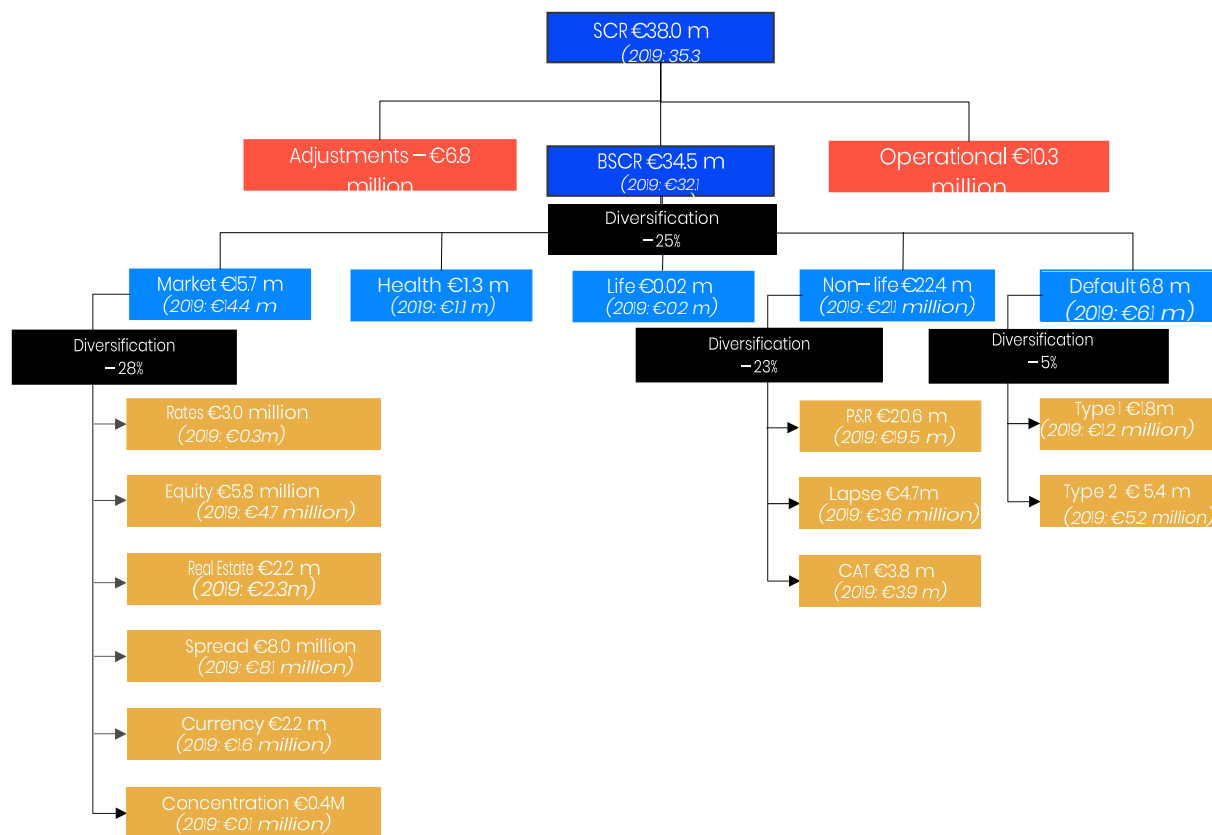 SCR €38.0 m
(2019: 35.3
Adjustments – €6.8
million
BSCR €34.5 m
(2019: €32.1
Operational €10.3
million
Diversification
– 25%
Market €15.7 m
(2019: €14.4 m
Health €1.3 m
(2019: €1.1 m)
Life €0.02 m
(2019: €0.2 m)
Non– life €22.4 m
(2019: €21.1 million)
Default 6.8 m
(2019: €6.1 m)
Diversification
– 28%
Diversification
– 23%
Diversification
– 5%
Rates €3.0 million
(2019: €0.3m)
Equity €5.8 million
(2019: €4.7 million)
Real Estate €2.2 m
(2019: €2.3m)
Spread €8.0 million
(2019: €8.1 million)
Currency €2.2 m
(2019: €1.6 million)
Concentration €0.4M
(2019: €0.1 million)
P&R €20.6 m
(2019: €19.5 m)
Lapse €4.7m
(2019: €3.6 million)
CAT €3.8 m
(2019: €3.9 m)
Type 1 €1.8m
(2019: €1.2 million)
Type 2 € 5.4 m
(2019: €5.2 million)